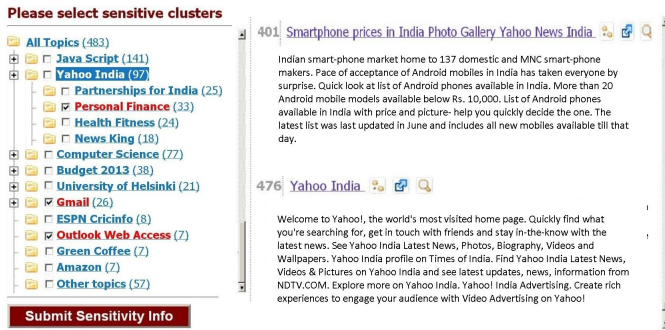 Please select sensitive clusters
All Topics (483)
Java Script (141)
Yahoo India (97)
Partnerships for India (25)
Personal Finance (33)
Health Fitness (24)
News King (18)
Computer Science (77)
Budget 2013 (38)
University of Helsinki (21)
Gmail (26)
ESPN Cricinfo (8)
Outlook Web Access (7)
Green Coffee (7)
Amazon (7)
Other topics (57)
Submit Sensitivity Info
401 Smartphone prices in India Photo Gallery Yahoo News India
Indian smart-phone market home to 137 domestic and MNC smart-phone
makers. Pace of acceptance of Android mobiles in India has taken everyone by
surprise. Quick look at list of Android phones available in India. More than 20
Android mobile models available below Rs. 10,000. List of Android phones
available in India with price and picture- help you quickly decide the one. The
latest list was last updated in June and includes all new mobiles available till that
day.
476 Yahoo India
Welcome to Yahoo!, the world's most visited home page. Quickly find what
you're searching for, get in touch with friends and stay in-the-know with the
latest news. See Yahoo India Latest News, Photos, Biography, Videos and
Wallpapers. Yahoo India profile on Times of India. Find Yahoo India Latest News,
Videos & Pictures on Yahoo India and see latest updates, news, information from
NDTV.COM. Explore more on Yahoo India. Yahoo! India Advertising. Create rich
experiences to engage your audience with Video Advertising on Yahoo!